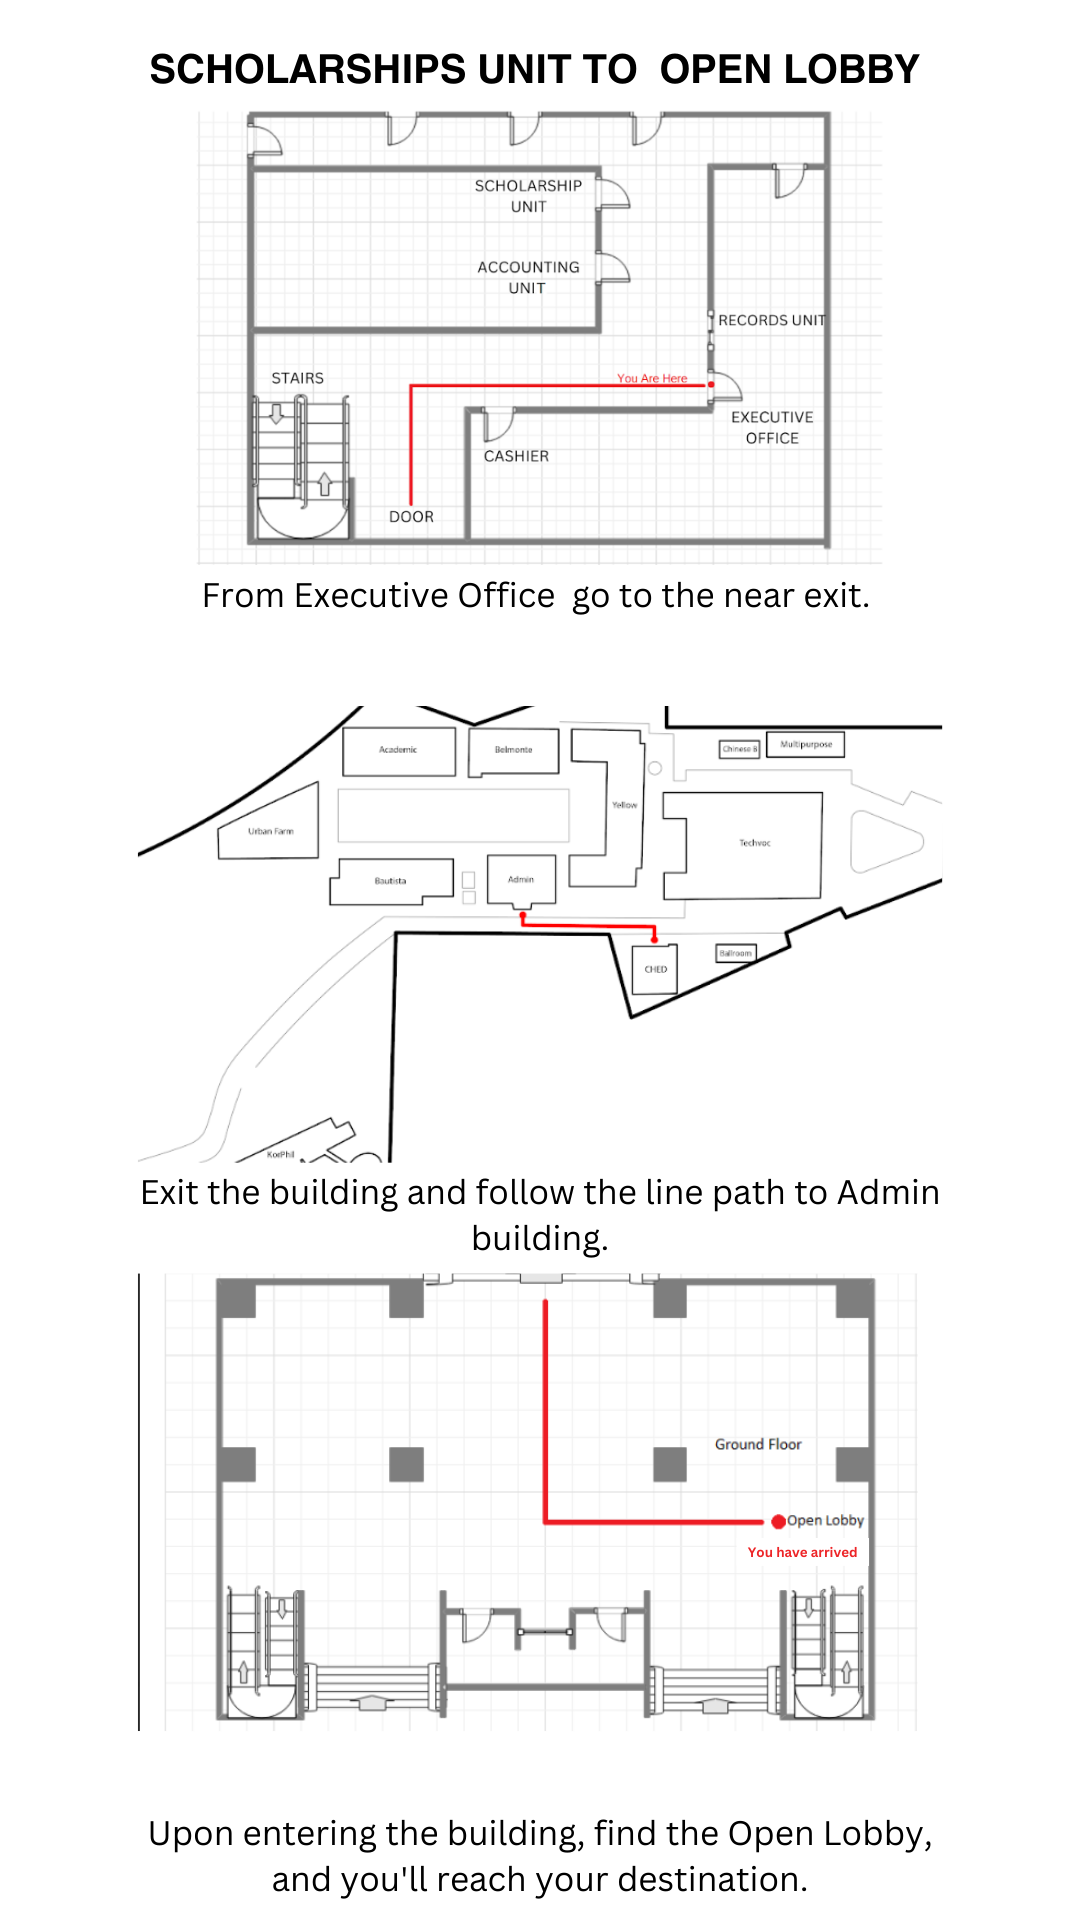 SCHOLARSHIPS UNIT TO OPEN LOBBY
SCHOLARSHIP
UNIT
ACCOUNTING
UNIT
RECORDS UNIT
STAIRS
You Are Here
EXECUTIVE
OFFICE
CASHIER
DOOR
From Executive Office go to the near exit.
Academic
Belmonte
Chinese B
Multipurpose
Yellow
Urban Farm
Techvoc
Bautista
Admin
CHED
Ballroom
KorPhil
Exit the building and follow the line path to Admin
building.
Ground Floor
Open Lobby
You have arrived
Upon entering the building, find the Open Lobby,
and you'll reach your destination.